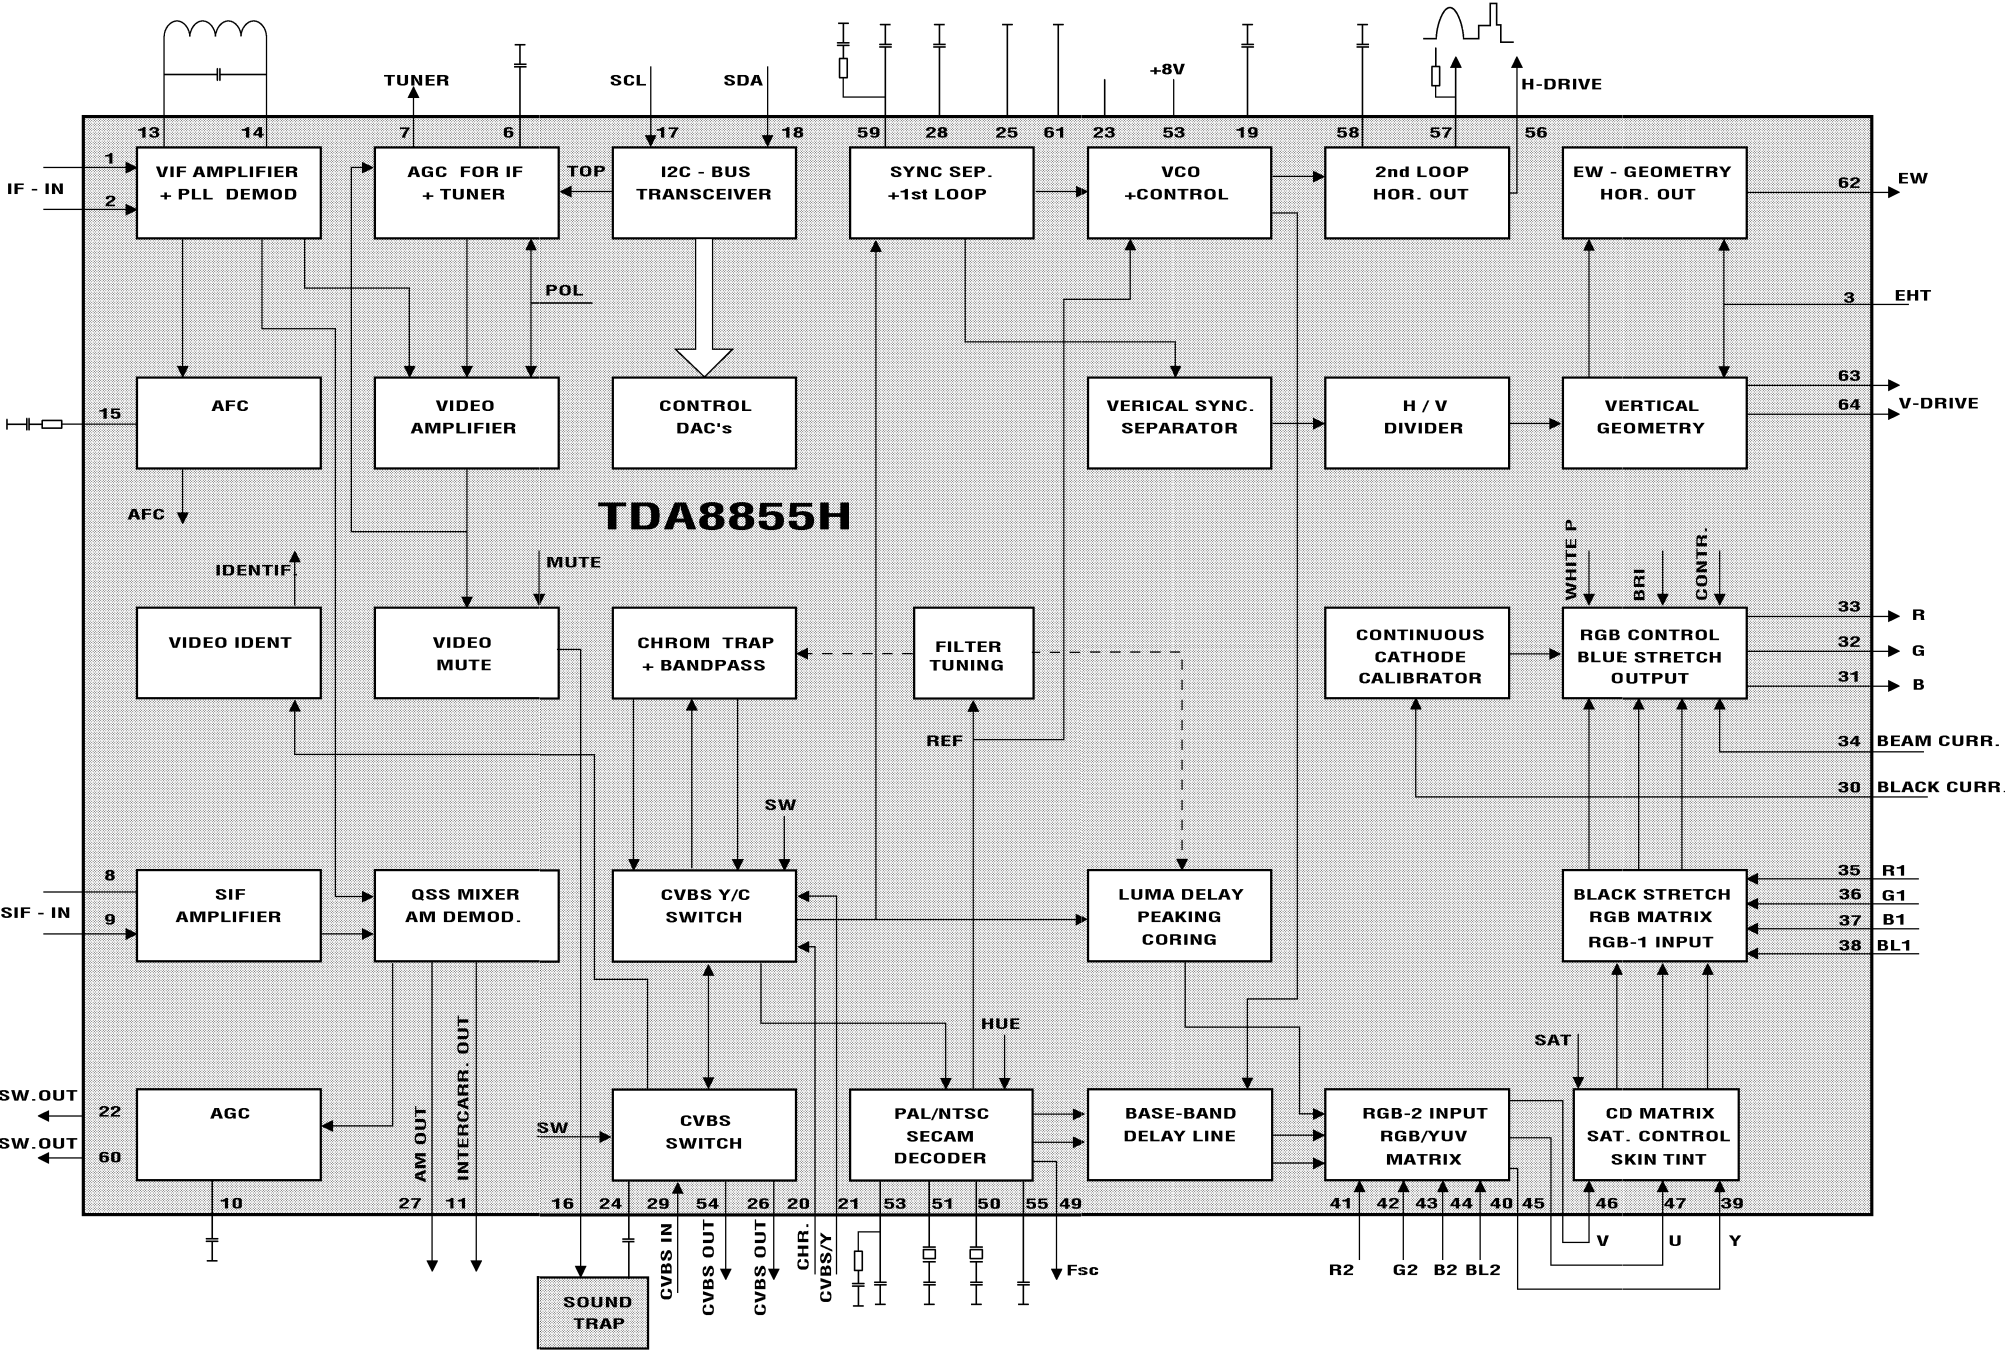 TUNER
SCL
SDA
+8V
H-DRIVE
13
14
7
6
17
18
59
28
25
61
23
53
19
58
57
56
IF - IN
1
2
VIF AMPLIFIER
+ PLL DEMOD
AGC FOR IF
+ TUNER
TOP
I2C - BUS
TRANSCEIVER
SYNC SEP.
+1st LOOP
VCO
+CONTROL
2nd LOOP
HOR. OUT
EW - GEOMETRY
HOR. OUT
62
EW
POL
3
EHT
15
AFC
VIDEO
AMPLIFIER
CONTROL
DAC's
VERICAL SYNC.
SEPARATOR
H / V
DIVIDER
VERTICAL
GEOMETRY
63
64
V-DRIVE
AFC
TDA8855H
IDENTIF.
MUTE
WHITE P
BRI
CONTR.
VIDEO IDENT
VIDEO
MUTE
CHROM TRAP
+ BANDPASS
FILTER
TUNING
CONTINUOUS
CATHODE
CALIBRATOR
RGB CONTROL
BLUE STRETCH
OUTPUT
33
R
32
G
31
B
REF
34
BEAM CURR.
30
BLACK CURR.
SW
SIF - IN
8
9
SIF
AMPLIFIER
QSS MIXER
AM DEMOD.
CVBS Y/C
SWITCH
LUMA DELAY
PEAKING
CORING
BLACK STRETCH
RGB MATRIX
RGB-1 INPUT
35
R1
36
G1
37
B1
38
BL1
HUE
SAT
SW.OUT
22
SW.OUT
60
AGC
AM OUT
INTERCARR. OUT
SW
CVBS
SWITCH
PAL/NTSC
SECAM
DECODER
BASE-BAND
DELAY LINE
RGB-2 INPUT
RGB/YUV
MATRIX
CD MATRIX
SAT. CONTROL
SKIN TINT
10
27
11
16
24
29
54
26
20
21
53
51
50
55
49
41
42
43
44
40
45
46
47
39
CVBS IN
CVBS OUT
CVBS OUT
CHR.
CVBS/Y
Fsc
R2
G2
B2
BL2
V
U
Y
SOUND
TRAP